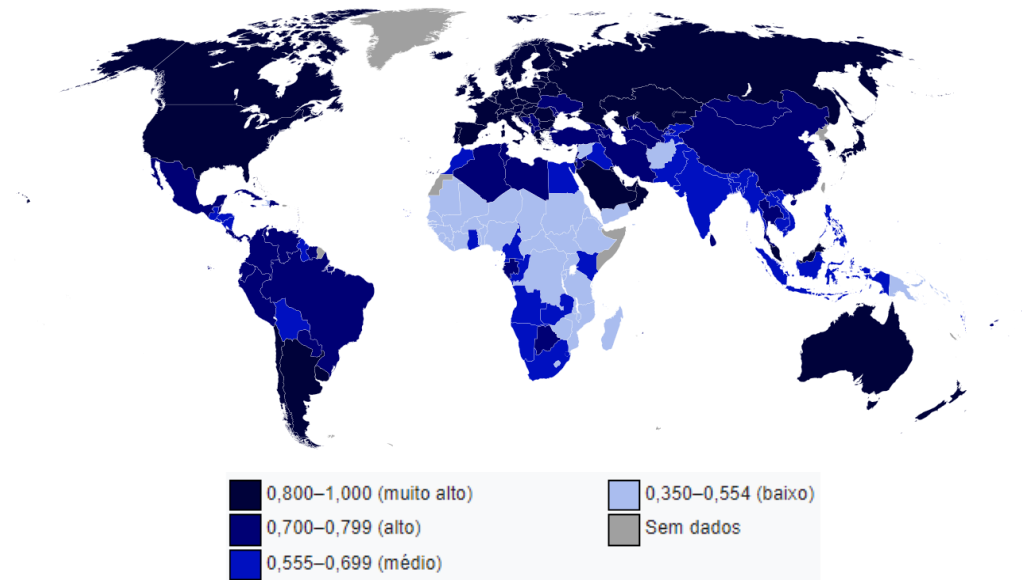 0,800–1,000 (muito alto)
0,700–0,799 (alto)
0,555–0,699 (médio)
0,350–0,554 (baixo)
Sem dados